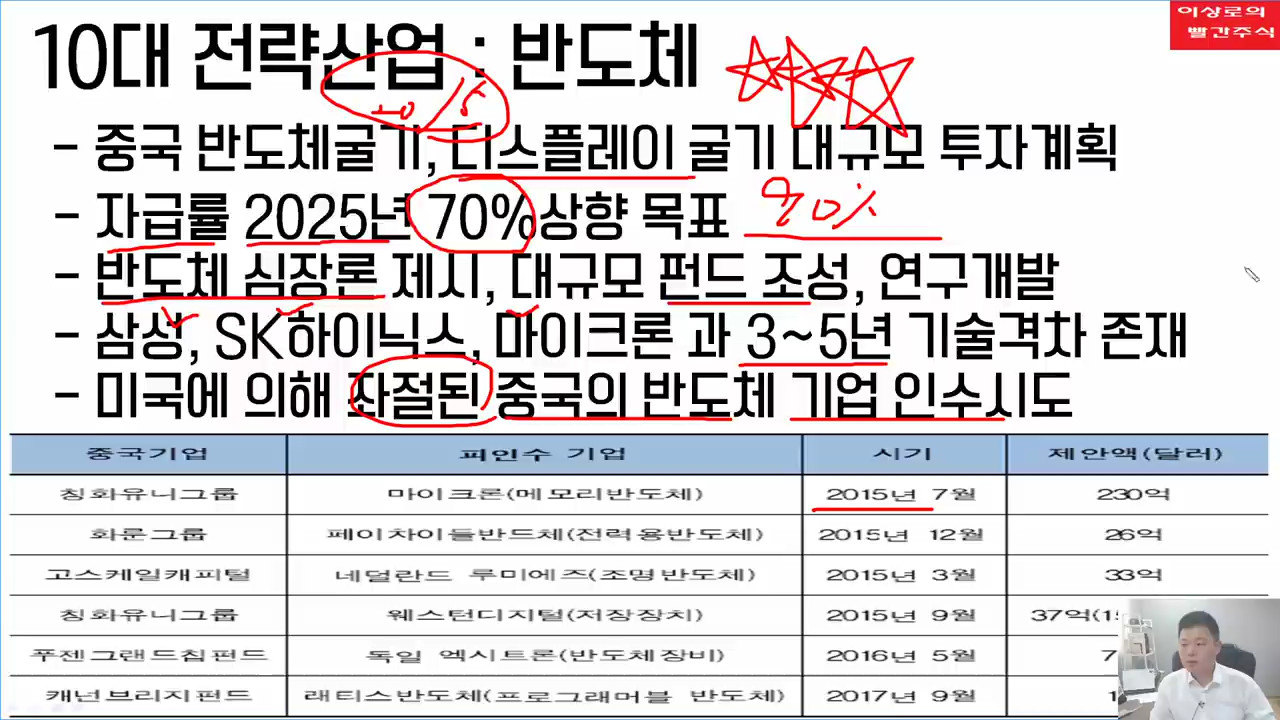 이상로의
빨간주식
10대 전략산업 : 반도체
- 중국 반도체굴기, 디스플레이 굴기 대규모 투자계획
- 자급률 2025년 70%상향 목표 20%
- 반도체 심장론 제시, 대규모 펀드 조성, 연구개발
- 삼성, SK하이닉스, 마이크론 과 3~5년 기술격차 존재
- 미국에 의해 좌절된 중국의 반도체 기업 인수시도
중국기업 피인수 기업 시기 제안액(달러)
칭화유니그룹 마이크론(메모리반도체) 2015년 7월 230억
화룬그룹 페이차이들반드체(전력용반도체) 2015년 12월 26억
고스케일캐피털 네덜란드 루미에즈(조명반도체) 2015년 3월 33억
칭화유니그룹 웨스턴디지털(저장장치) 2015년 9월 37억
푸젠그랜드칩펀드 독일 엑시트론(반도체장비) 2016년 5월
캐넌브리지펀드 래티스반도체(프로그래머블 반도체) 2017년 9월